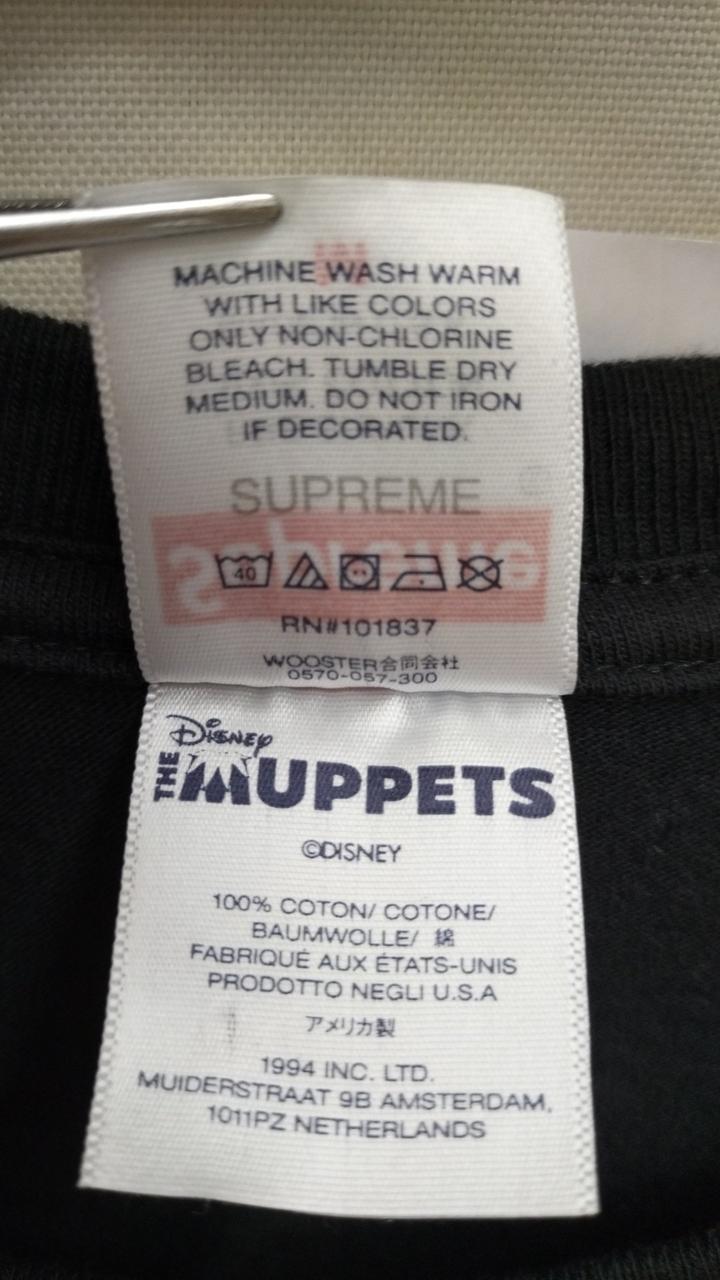 MACHINE WASH WARM
WITH LIKE COLORS
ONLY NON-CHLORINE
BLEACH. TUMBLE DRY
MEDIUM. DO NOT IRON
IF DECORATED.
SUPREME
Supreme
40
RN#101837
WOOSTER合同会社
0570-057-300
Disney
THE MUPPETS
©DISNEY
100% COTON/ COTONE/
BAUMWOLLE/ 綿
FABRIQUÉ AUX ÉTATS-UNIS
PRODOTTO NEGLI U.S.A
アメリカ製
1994 INC. LTD.
MUIDERSTRAAT 9B AMSTERDAM,
1011PZ NETHERLANDS